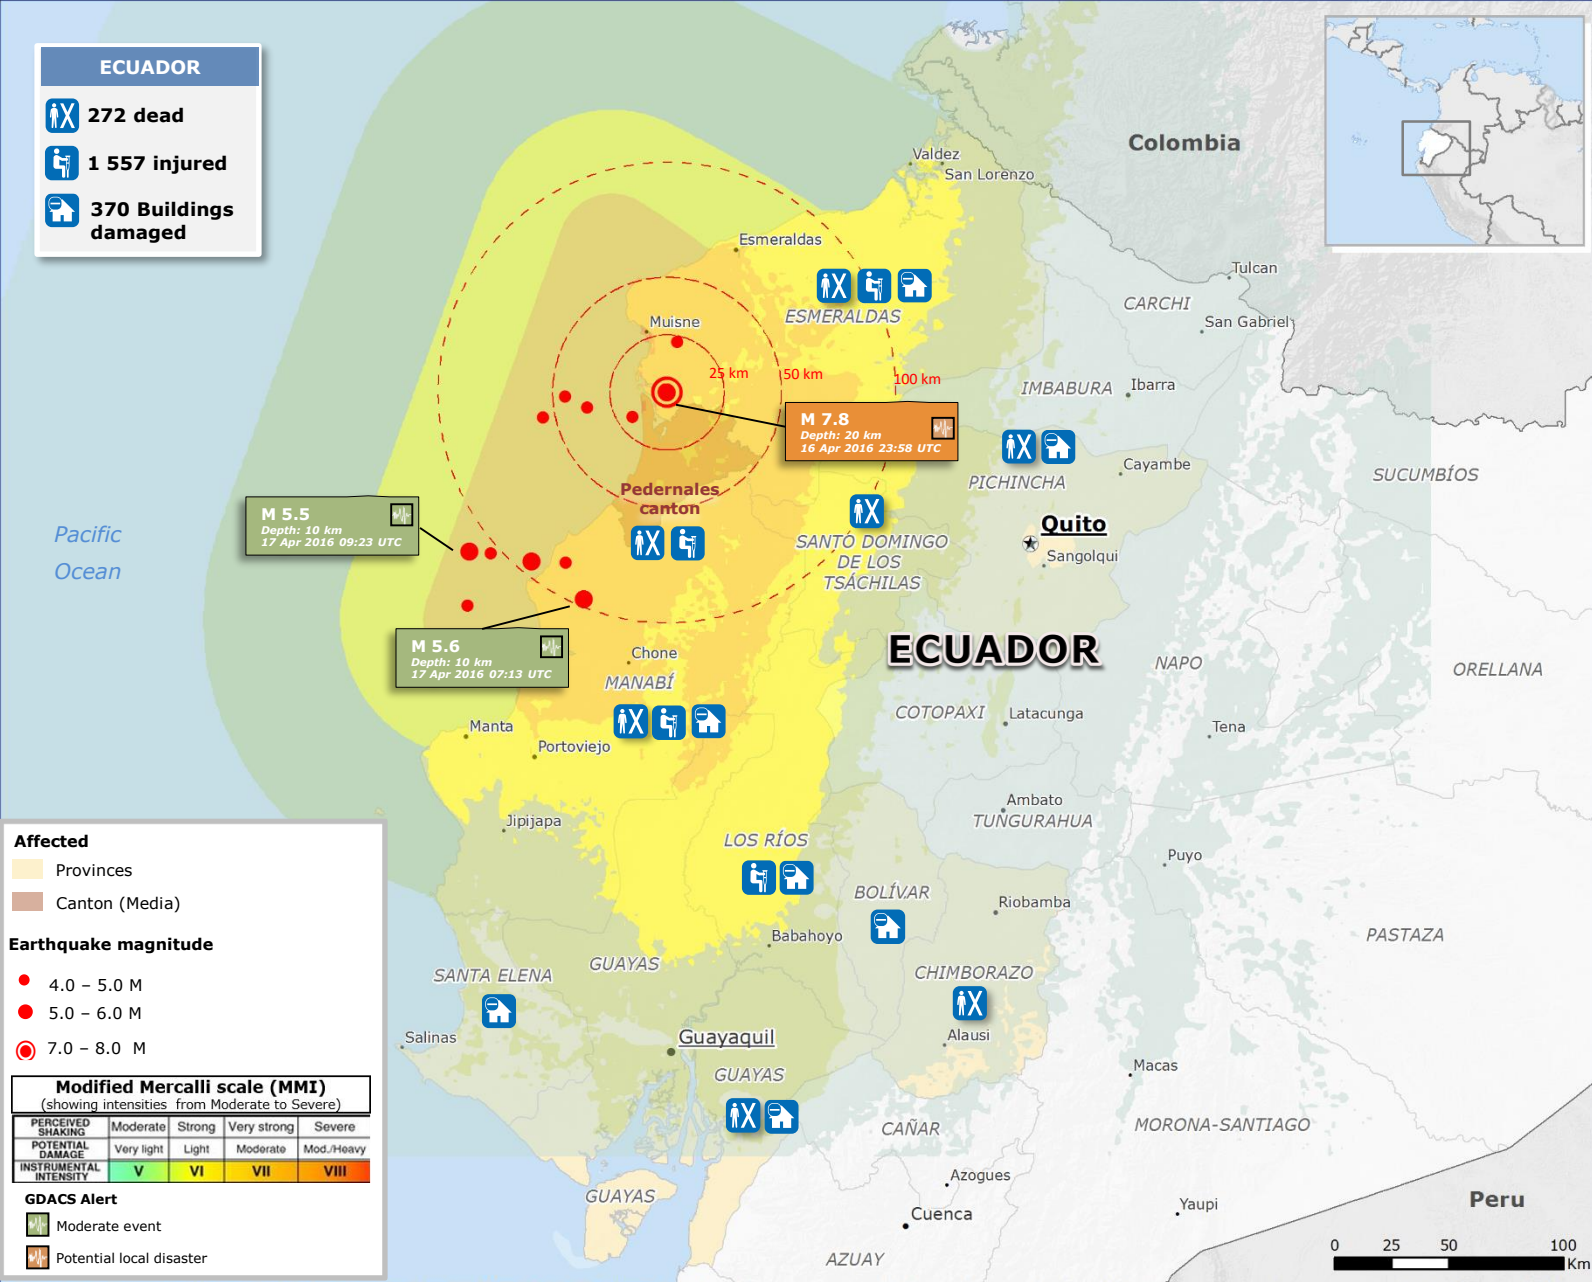 ECUADOR
272 dead
1 557 injured
370 Buildings
damaged
Colombia
Valdez
San Lorenzo
Esmeraldas
Tulcan
CARCHI
ESMERALDAS
San Gabriel
Muisne
25 km
50 km
100 km
IMBABURA
Ibarra
M 7.8
Depth: 20 km
16 Apr 2016 23:58 UTC
Cayambe
SUCUMBÍOS
PICHINCHA
Pedernales
canton
M 5.5
Depth: 10 km
17 Apr 2016 09:23 UTC
Pacific
Ocean
Quito
Sangolqui
SANTO DOMINGO
DE LOS
TSÁCHILAS
ECUADOR
M 5.6
Depth: 10 km
17 Apr 2016 07:13 UTC
Chone
MANABÍ
NAPO
ORELLANA
COTOPAXI
Latacunga
Tena
Manta
Portoviejo
Ambato
TUNGURAHUA
Jipijapa
LOS RÍOS
Puyo
BOLÍVAR
Riobamba
Babahoyo
PASTAZA
GUAYAS
SANTA ELENA
CHIMBORAZO
Salinas
Guayaquil
Alausi
GUAYAS
Macas
CAÑAR
MORONA-SANTIAGO
Azogues
GUAYAS
Cuenca
Yaupi
Peru
AZUAY
0 25 50 100
Km
Affected
Provinces
Canton (Media)
Earthquake magnitude
4.0 – 5.0 M
5.0 – 6.0 M
7.0 – 8.0 M
Modified Mercalli scale (MMI)
(showing intensities from Moderate to Severe)
PERCEIVED SHAKING Moderate Strong Very strong Severe
POTENTIAL DAMAGE Very light Light Moderate Mod./Heavy
INSTRUMENTAL INTENSITY V VI VII VIII
GDACS Alert
Moderate event
Potential local disaster